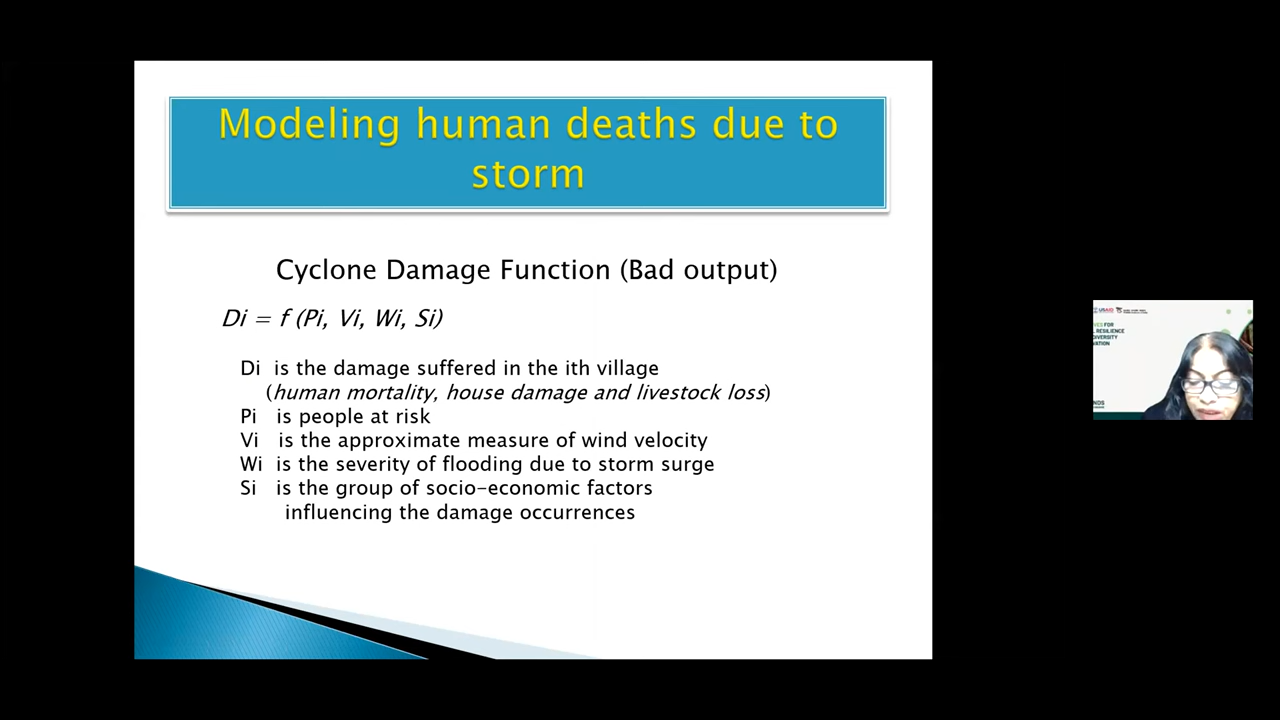 Modeling human deaths due to
storm
Cyclone Damage Function (Bad output)
Di = f (Pi, Vi, Wi, Si)
Di is the damage suffered in the ith village
(human mortality, house damage and livestock loss)
Pi is people at risk
Vi is the approximate measure of wind velocity
Wi is the severity of flooding due to storm surge
Si is the group of socio-economic factors
influencing the damage occurrences
USAID
FOR
RESILIENCE